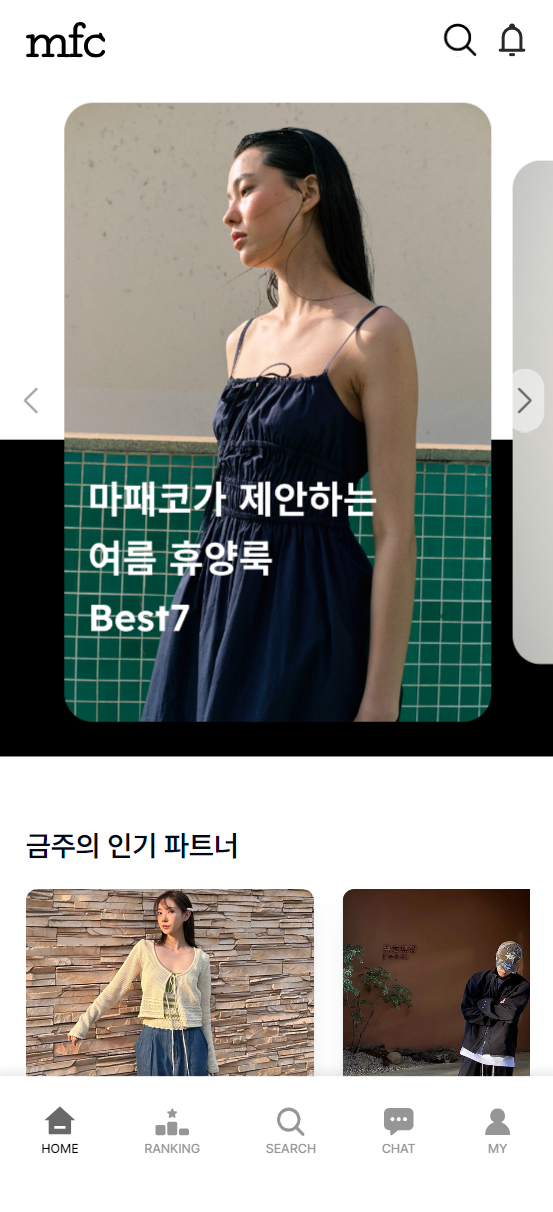 mfc
마패코가 제안하는
여름 휴양룩
Best7
금주의 인기 파트너
HOME
RANKING
SEARCH
CHAT
MY